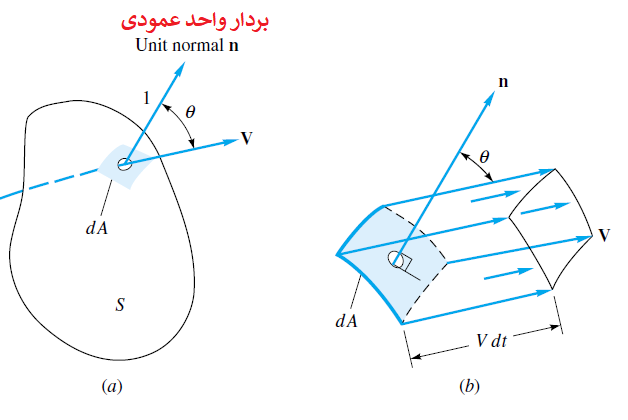 بردار واحد عمودی
Unit normal n
1
θ
V
dA
S
(a)
n
θ
V
dA
V dt
(b)